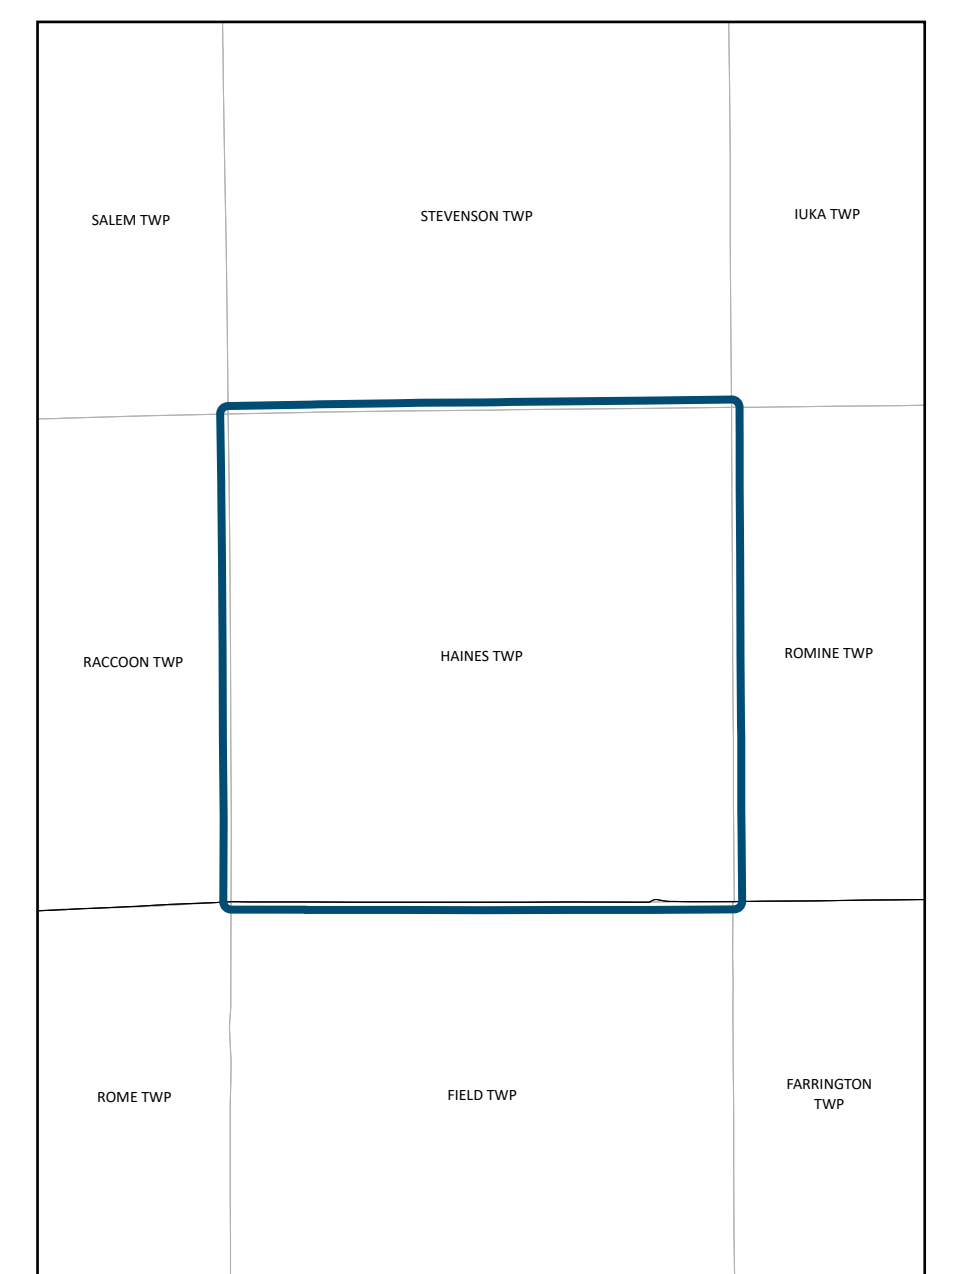 SALEM TWP
STEVENSON TWP
IUKA TWP
RACCOON TWP
HAINES TWP
ROMINE TWP
ROME TWP
FIELD TWP
FARRINGTON
TWP